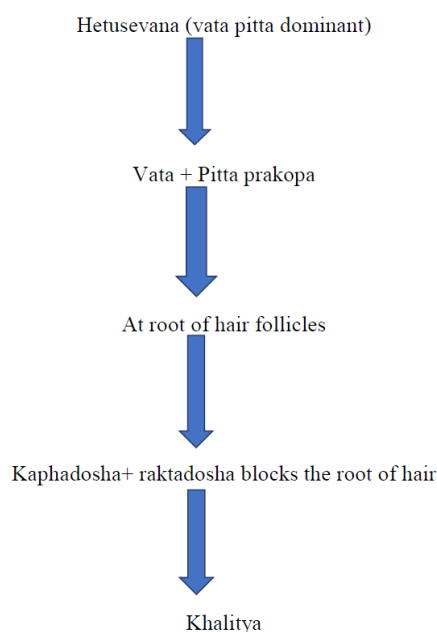 Hetusevana (vata pitta dominant)
Vata + Pitta prakopa
At root of hair follicles
Kaphadosha+ raktadosha blocks the root of hair
Khalitya